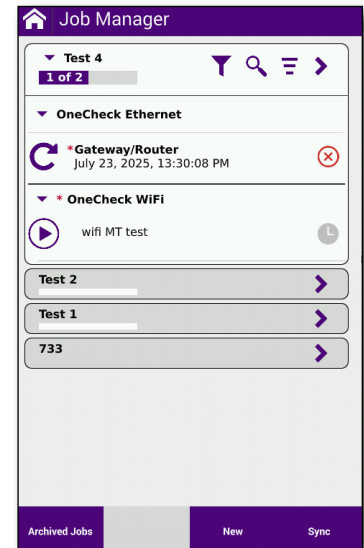 Job Manager
Test 4
1 of 2
OneCheck Ethernet
*Gateway/Router
July 23, 2025, 13:30:08 PM
* OneCheck WiFi
wifi MT test
Test 2
Test 1
733
Archived Jobs New Sync